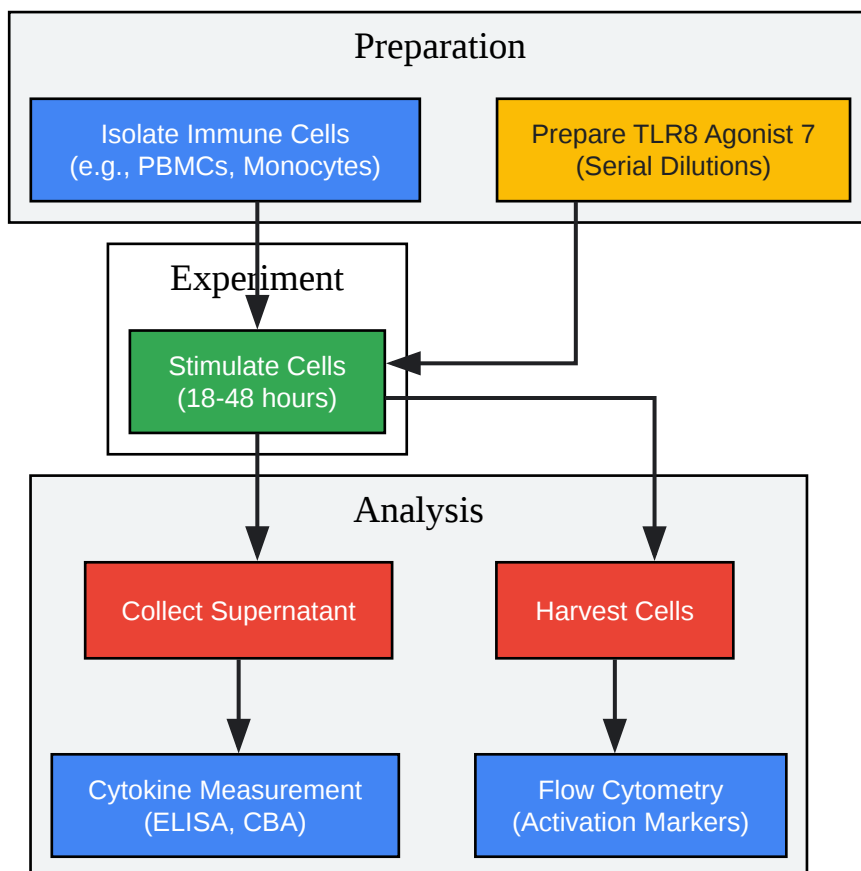 Preparation
Isolate Immune Cells
(e.g., PBMCs, Monocytes)
Prepare TLR8 Agonist 7
(Serial Dilutions)
Experiment
Stimulate Cells
(18-48 hours)
Analysis
Collect Supernatant
Harvest Cells
Cytokine Measurement
(ELISA, CBA)
Flow Cytometry
(Activation Markers)